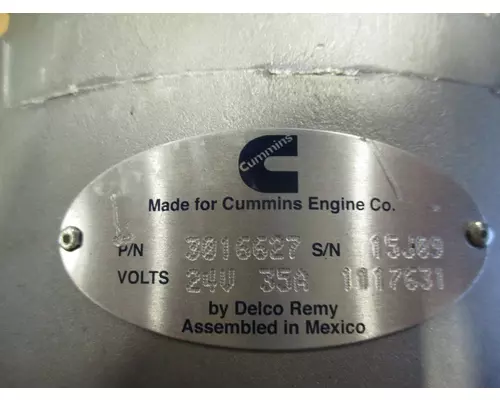 Cummins
Made for Cummins Engine Co.
P/N 3016627 S/N 15J09
VOLTS 24V 35A 1117631
by Delco Remy
Assembled in Mexico